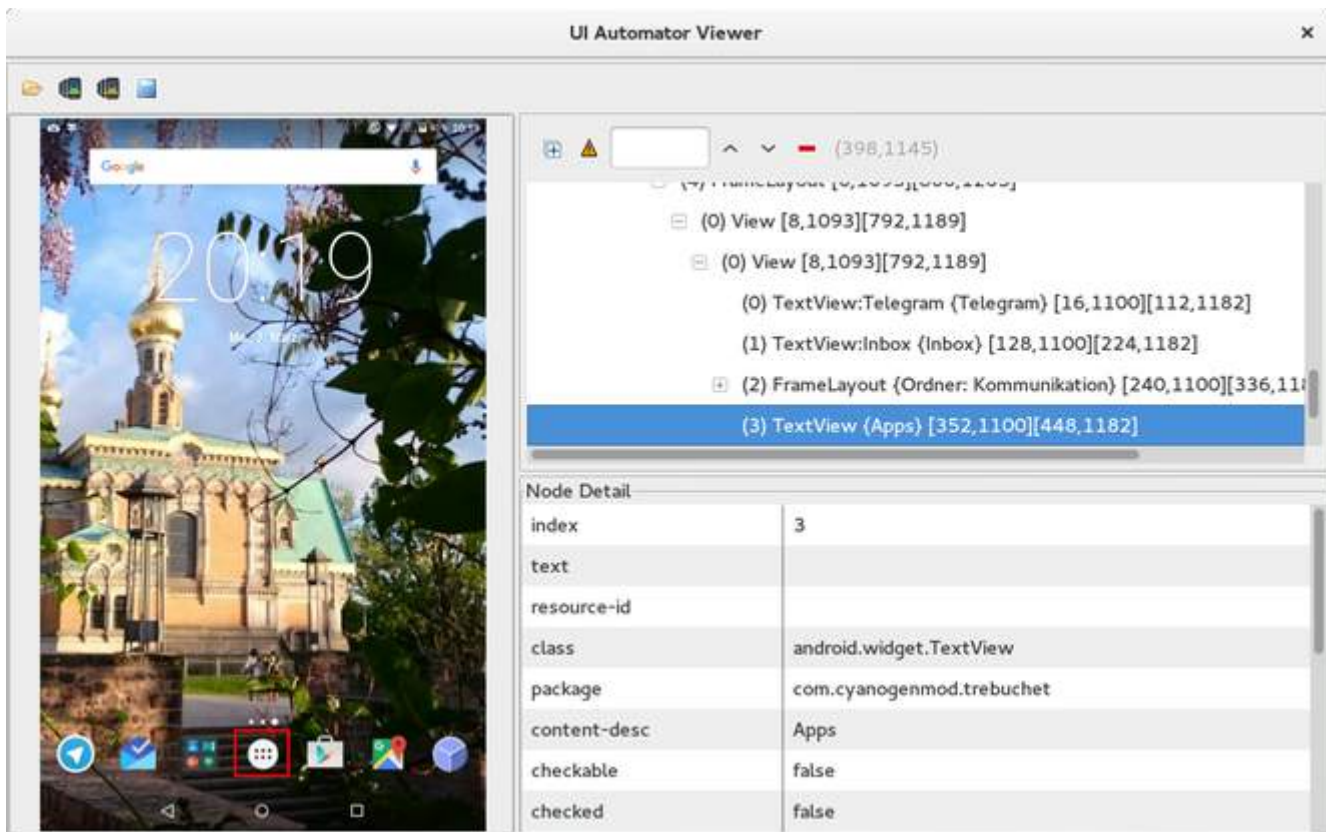 UI Automator Viewer
Google
20:19
(398,1145)
(0) View [8,1093][792,1189]
(0) View [8,1093][792,1189]
(0) TextView:Telegram {Telegram} [16,1100][112,1182]
(1) TextView:Inbox {Inbox} [128,1100][224,1182]
(2) FrameLayout {Ordner: Kommunikation} [240,1100][336,118
(3) TextView {Apps} [352,1100][448,1182]
Node Detail
index 3
text
resource-id
class android.widget.TextView
package com.cyanogenmod.trebuchet
content-desc Apps
checkable false
checked false